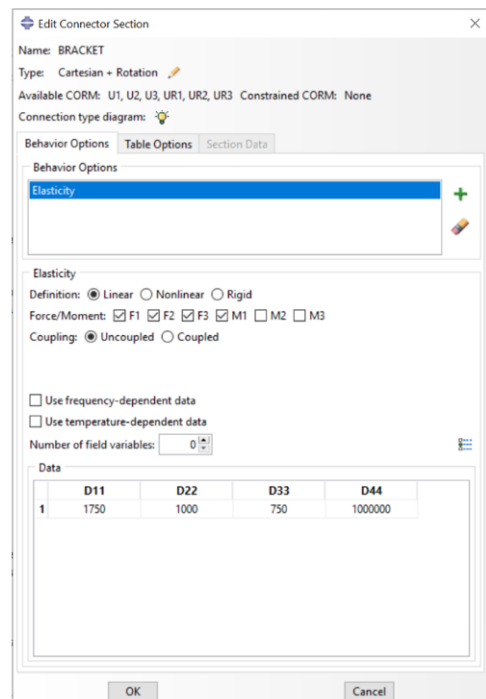 Edit Connector Section
Name: BRACKET
Type: Cartesian + Rotation
Available CORM: U1, U2, U3, UR1, UR2, UR3 Constrained CORM: None
Connection type diagram:
Behavior Options Table Options Section Data
Behavior Options
Elasticity
Elasticity
Definition: Linear Nonlinear Rigid
Force/Moment: F1 F2 F3 M1 M2 M3
Coupling: Uncoupled Coupled
Use frequency-dependent data
Use temperature-dependent data
Number of field variables: 0
Data
D11 D22 D33 D44
1 1750 1000 750 1000000
OK Cancel